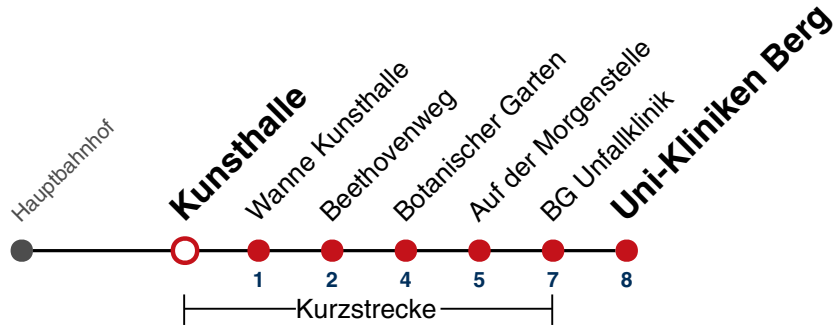 Hauptbahnhof
Kunsthalle
Wanne Kunsthalle
Beethovenweg
Botanischer Garten
Auf der Morgenstelle
BG Unfallklinik
Uni-Kliniken Berg
1 2 4 5 7 8
Kurzstrecke